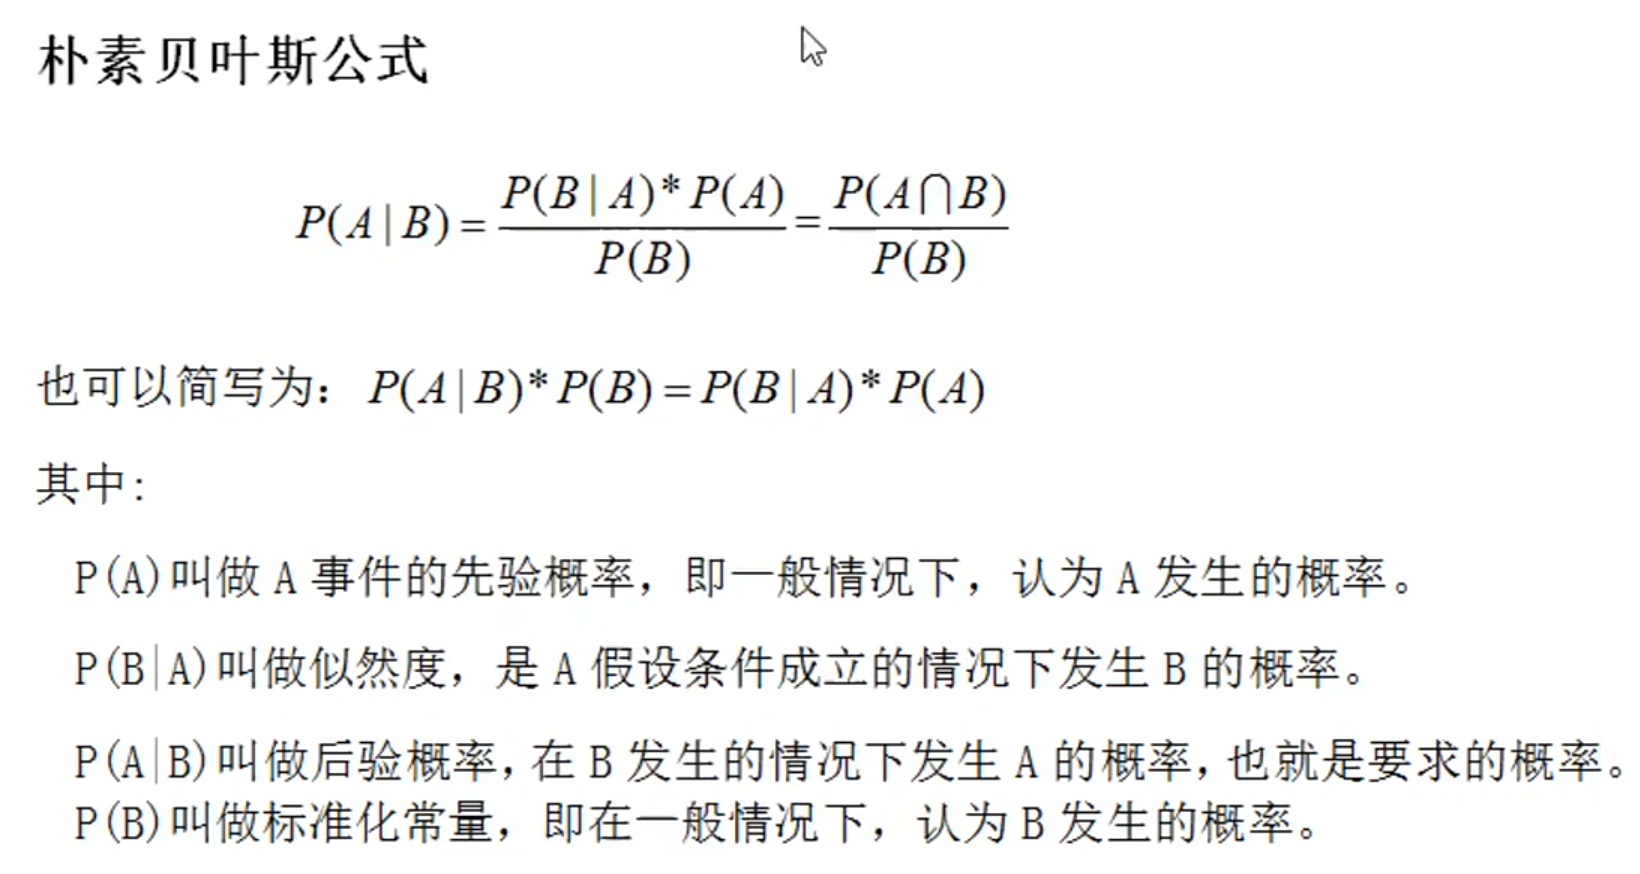 朴素贝叶斯公式
P(A|B)=P(B|A)*P(A)/P(B)=P(A⋂B)/P(B)
也可以简写为：P(A|B)*P(B)=P(B|A)*P(A)
其中:
P(A)叫做 A 事件的先验概率，即一般情况下，认为 A 发生的概率。
P(B|A)叫做似然度，是 A 假设条件成立的情况下发生 B 的概率。
P(A|B)叫做后验概率，在 B 发生的情况下发生 A 的概率，也就是要求的概率。
P(B)叫做标准化常量，即在一般情况下，认为 B 发生的概率。